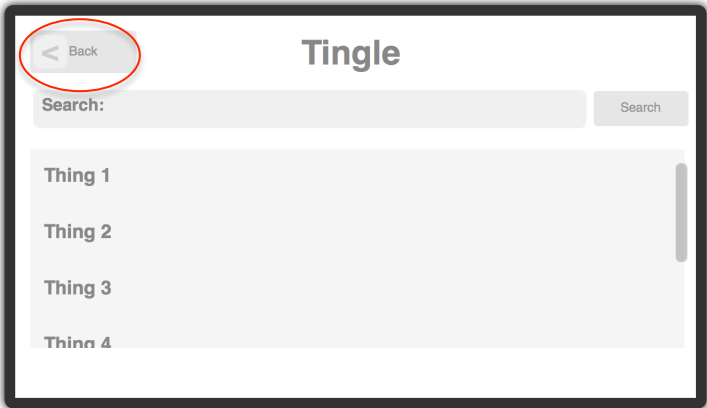 < Back
Tingle
Search:
Search
Thing 1
Thing 2
Thing 3
Thing 4